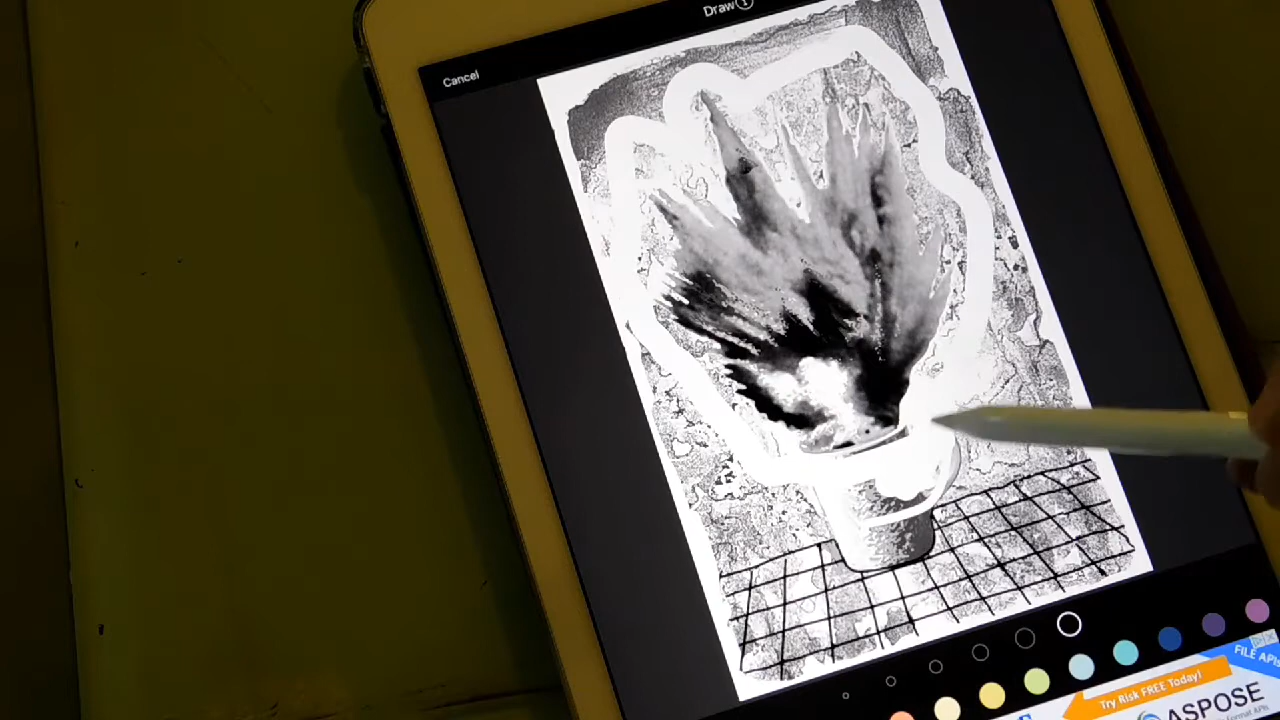 Draw
Cancel
FILE APIs
Try Risk FREE Today!
ASPOSE